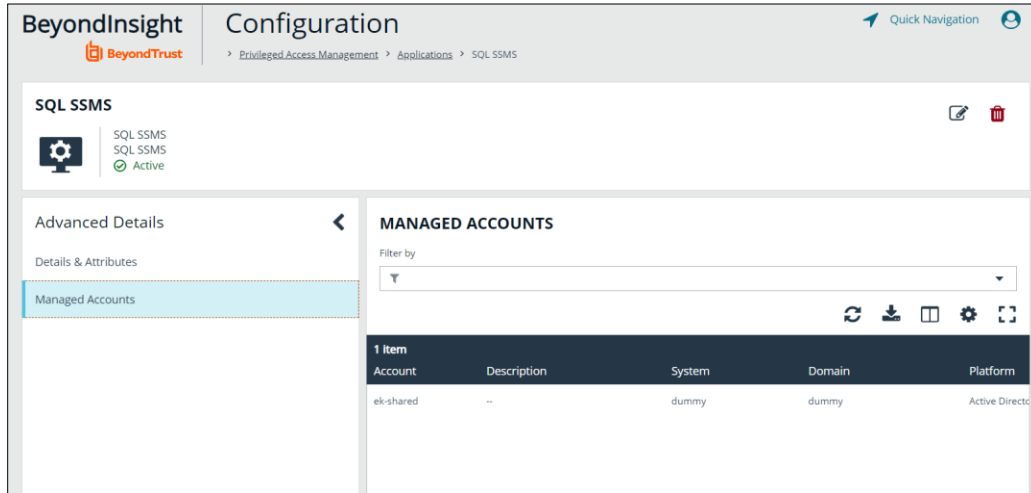 BeyondInsight
BeyondTrust
Configuration
> Privileged Access Management > Applications > SQL SSMS
Quick Navigation
SQL SSMS
SQL SSMS
SQL SSMS
Active
Advanced Details
Details & Attributes
Managed Accounts
MANAGED ACCOUNTS
Filter by
1 item
Account Description System Domain Platform
ek-shared -- dummy dummy Active Directo